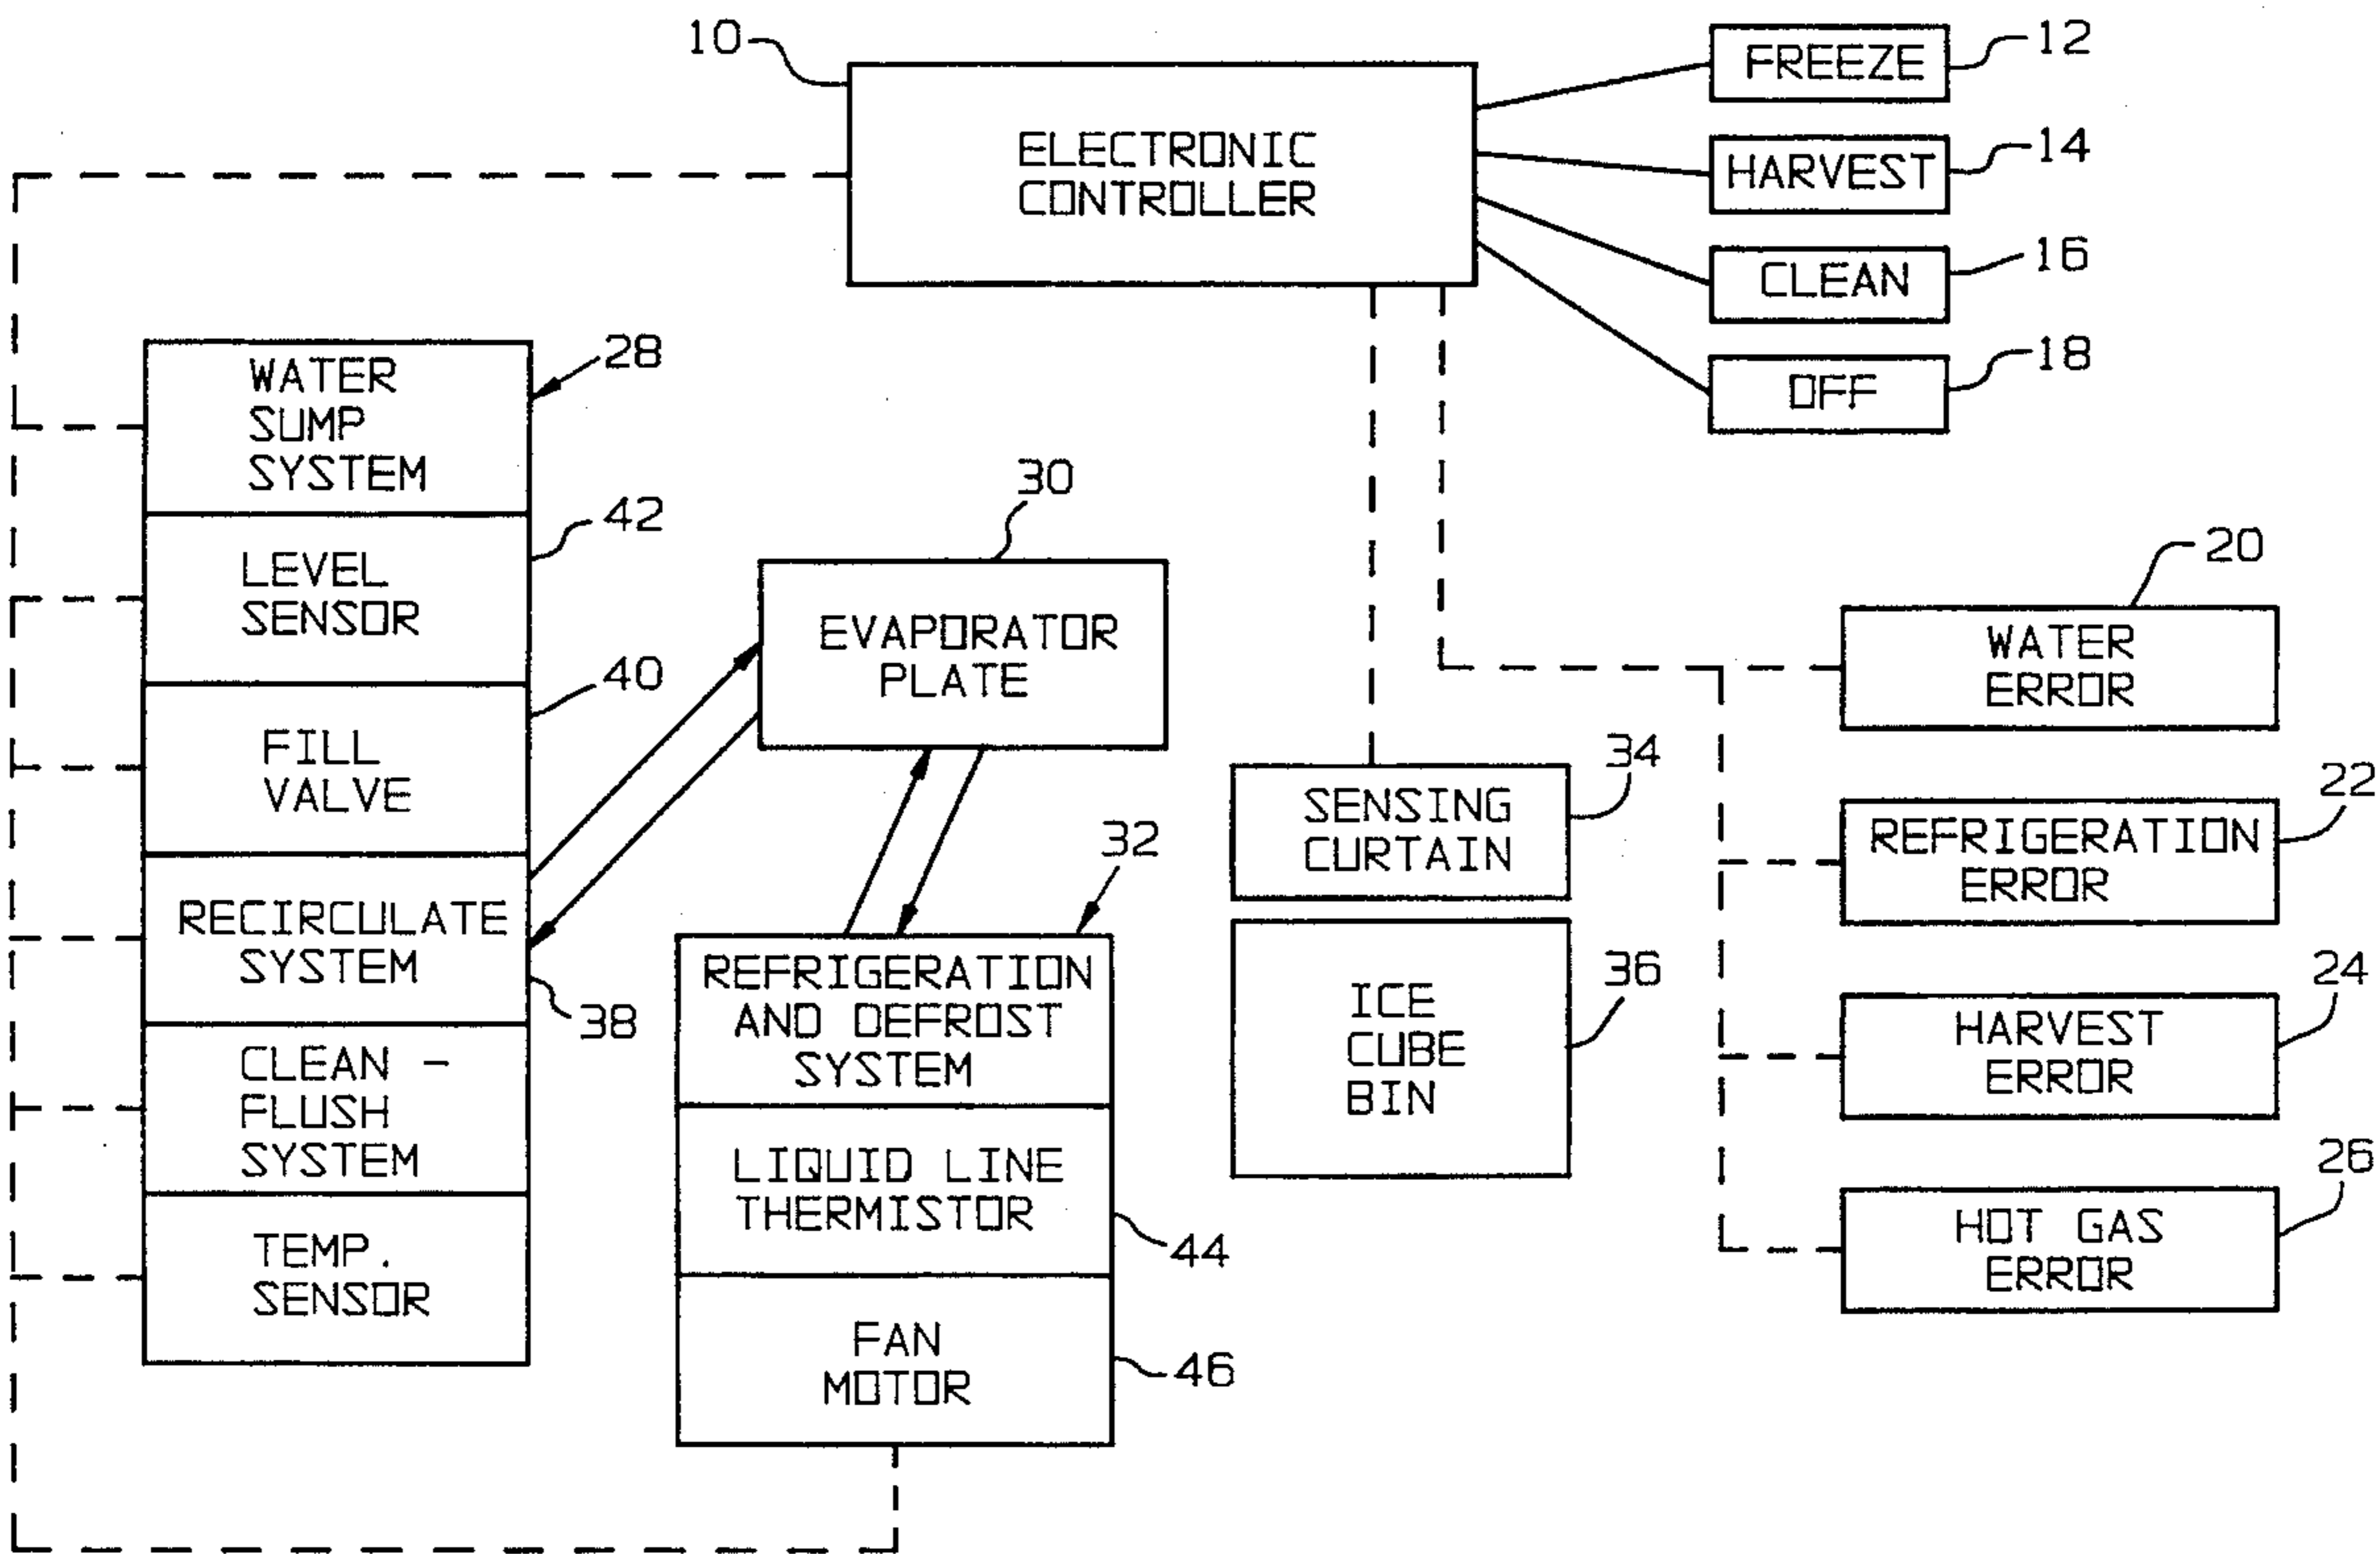 10
ELECTRONIC
CONTROLLER
FREEZE
12
HARVEST
14
CLEAN
16
OFF
18
WATER
SUMP
SYSTEM
28
LEVEL
SENSOR
42
FILL
VALVE
40
RECIRCULATE
SYSTEM
38
CLEAN -
FLUSH
SYSTEM
TEMP.
SENSOR
30
EVAPORATOR
PLATE
32
REFRIGERATION
AND DEFROST
SYSTEM
LIQUID LINE
THERMISTOR
44
FAN
MOTOR
46
SENSING
CURTAIN
34
ICE
CUBE
BIN
36
20
WATER
ERROR
22
REFRIGERATION
ERROR
24
HARVEST
ERROR
26
HOT GAS
ERROR